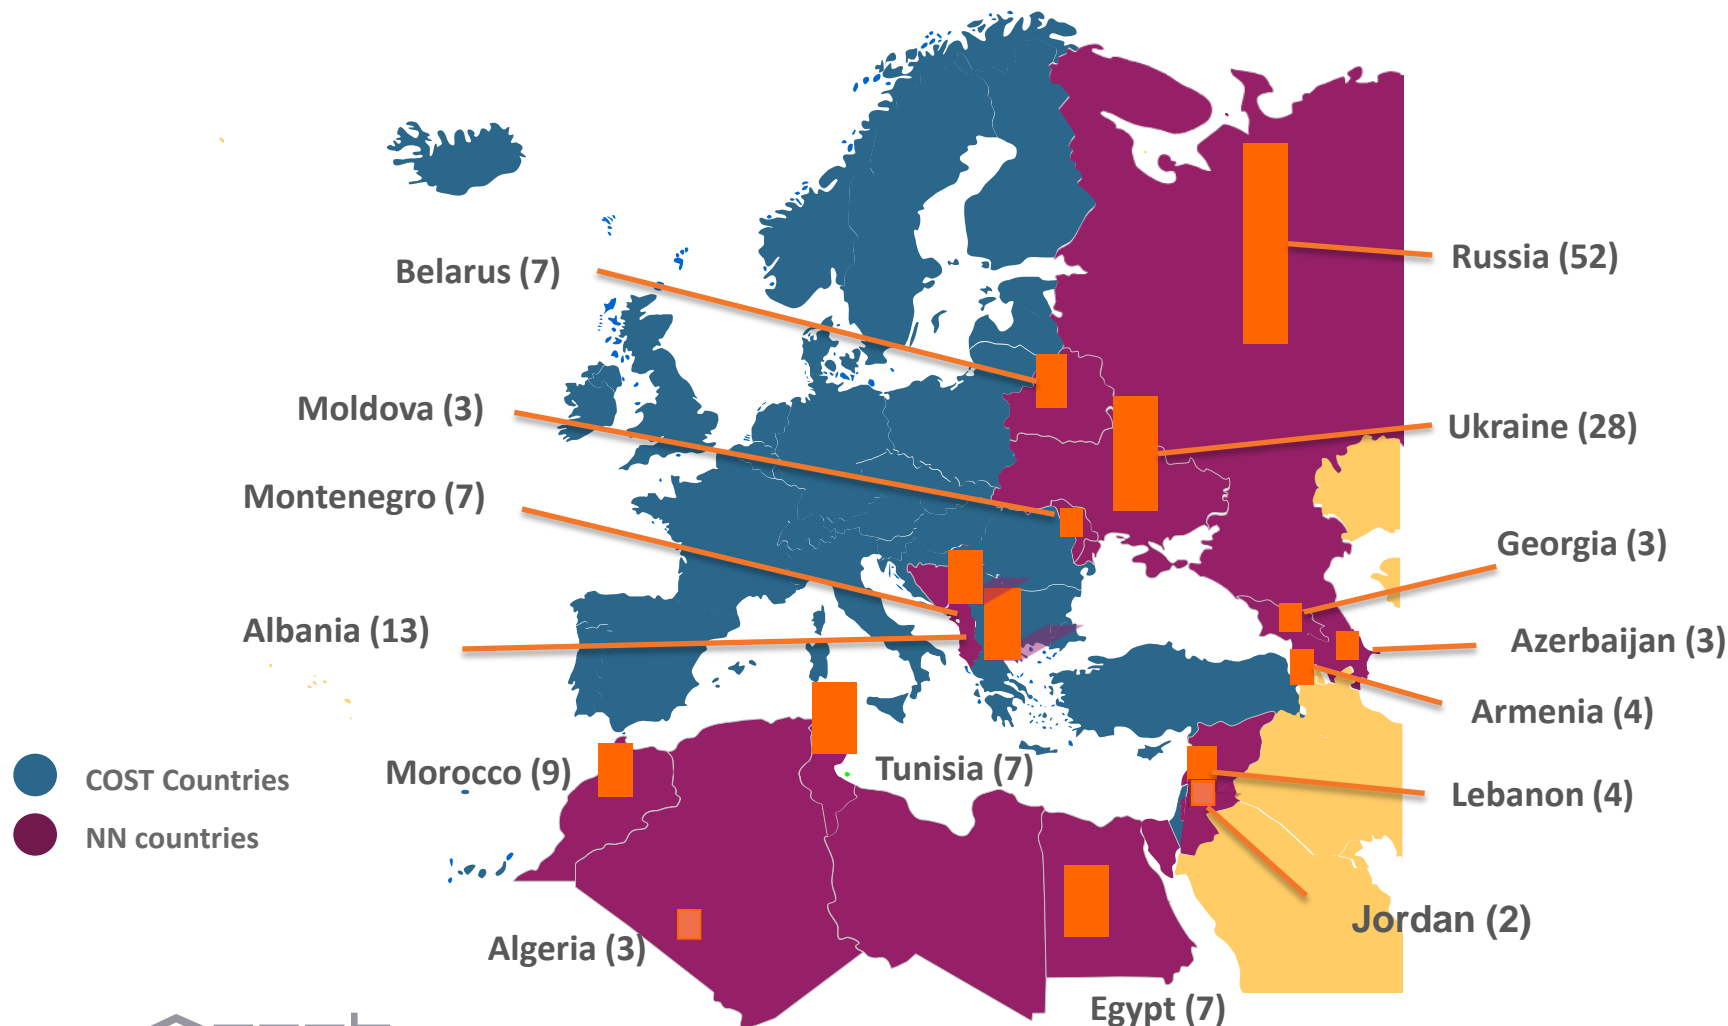 Russia (52)
Belarus (7)
Moldova (3)
Ukraine (28)
Montenegro (7)
Georgia (3)
Albania (13)
Azerbaijan (3)
Armenia (4)
Morocco (9)
Tunisia (7)
COST Countries
Lebanon (4)
NN countries
Jordan (2)
Algeria (3)
Egypt (7)